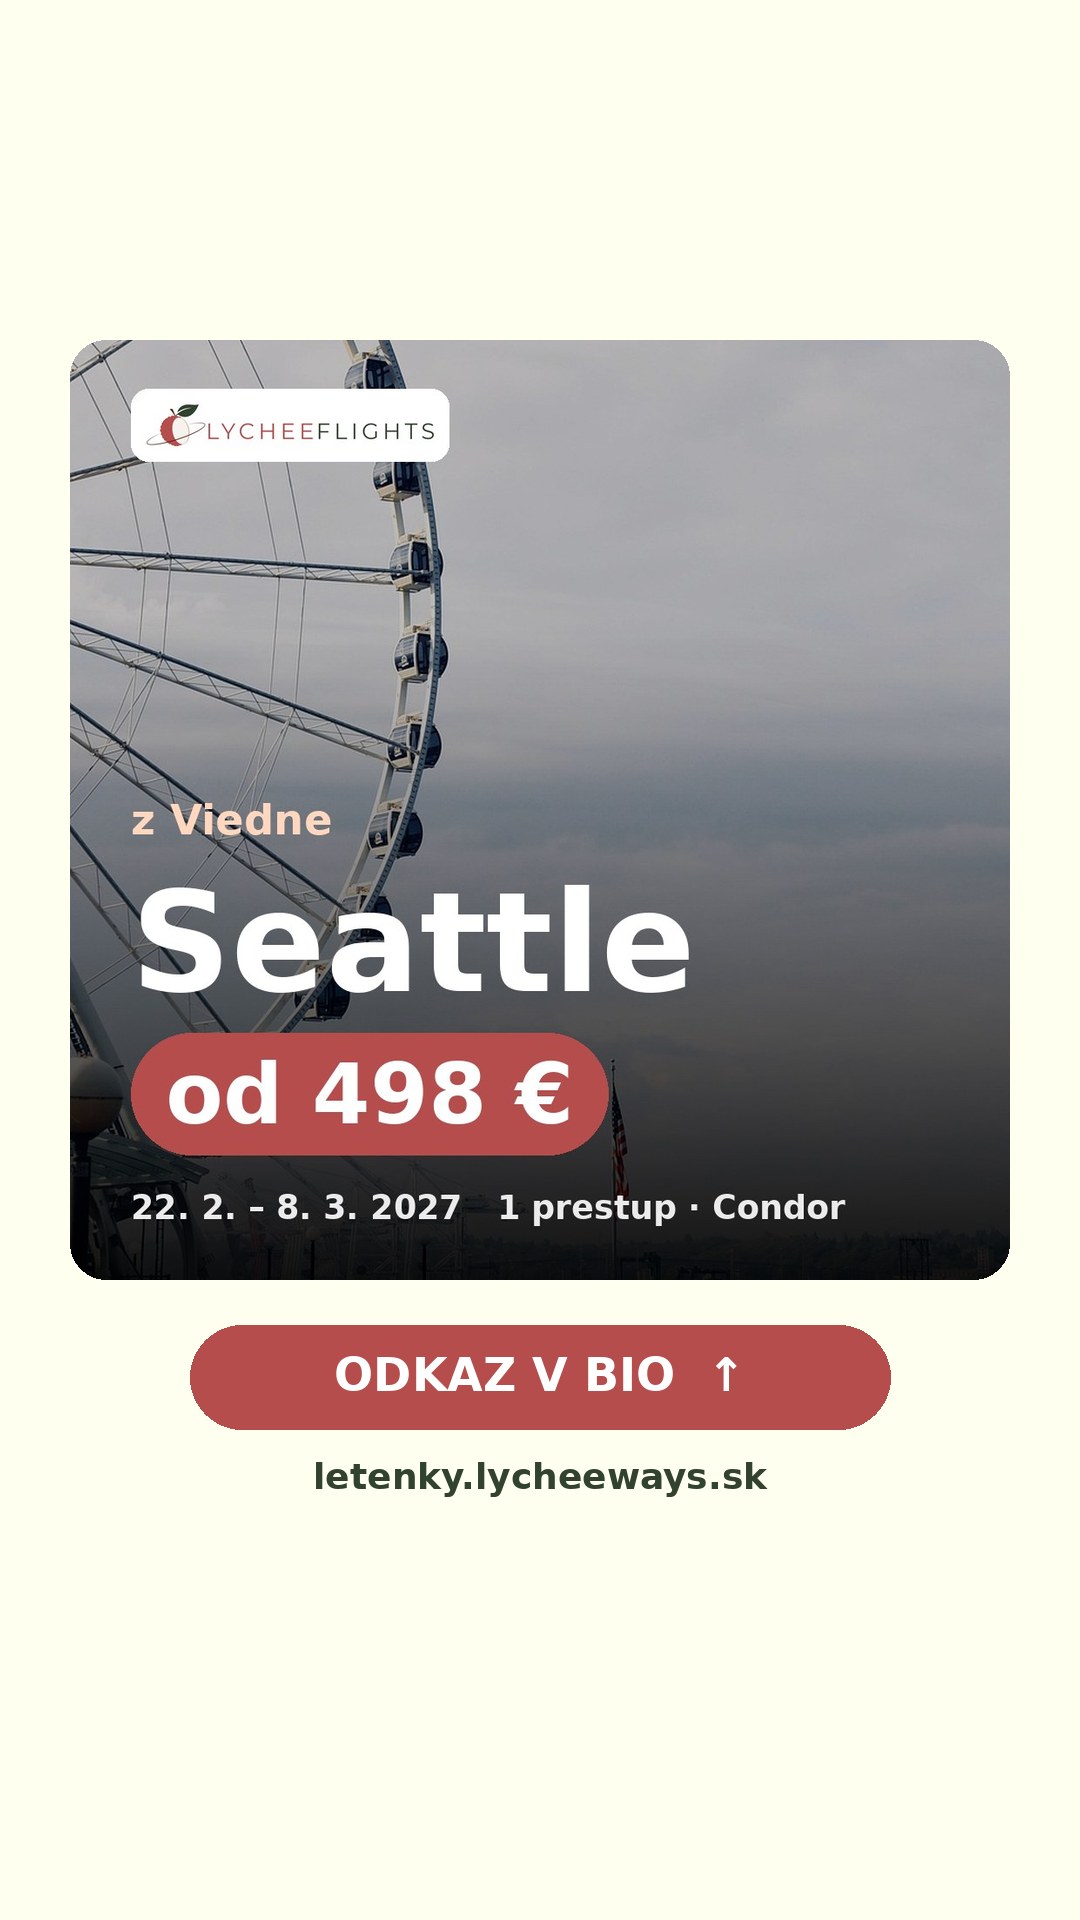 LYCHEEFLIGHTS
z Viedne
Seattle
od 498 €
22. 2. – 8. 3. 2027 1 prestup · Condor
ODKAZ V BIO ↑
letenky.lycheeways.sk